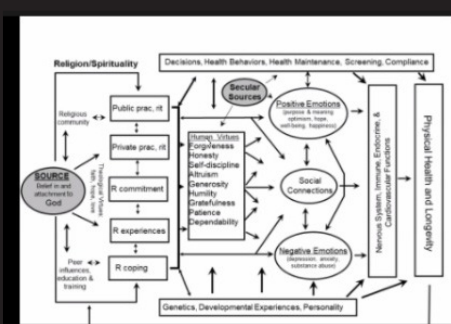 Decisions, Health Behaviors, Health Maintenance, Screening, Compliance
Religion/Spirituality
Secular
Sources
Positive Emotions
(purpose & meaning
optimism, hope,
well-being, happiness)
Public prac, rit
Religious
community
Private prac, rit
Human Virtues
Forgiveness
Honesty
Self-discipline
Altruism
Generosity
Humility
Gratefulness
Patience
Dependability
SOURCE
Belief in and
attachment to
God
Theological Virtues:
faith, hope, love
R commitment
Social
Connections
R experiences
Peer
influences,
education &
training
R coping
Negative Emotions
(depression, anxiety,
substance abuse)
Nervous System, Immune, Endocrine, &
Cardiovascular Functions
Physical Health and Longevity
Genetics, Developmental Experiences, Personality